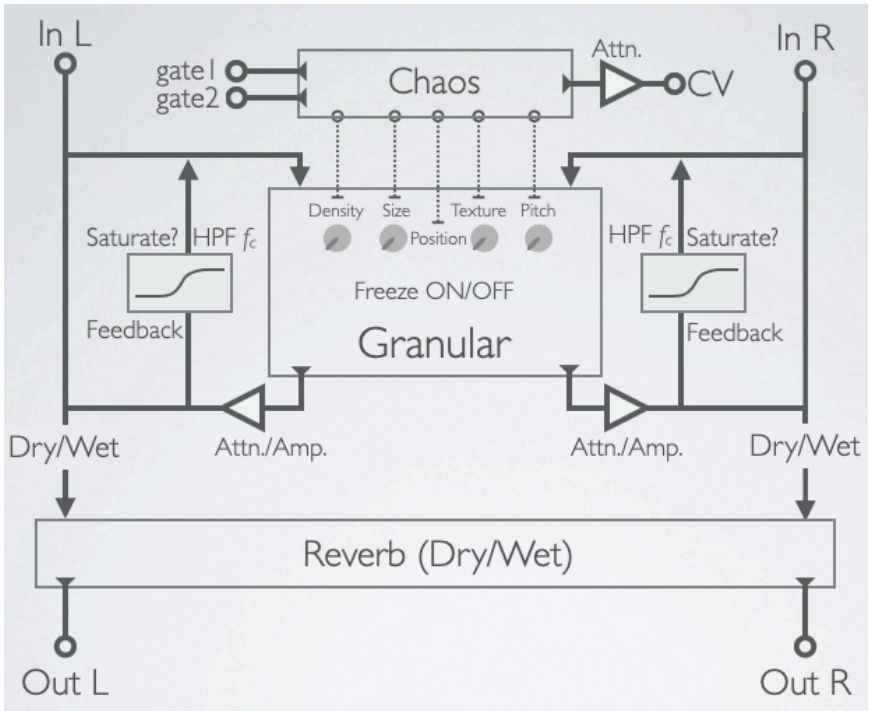 In L
In R
gate1
gate2
Chaos
Attn.
CV
Density
Size
Position
Texture
Pitch
Saturate?
HPF fc
HPF fc
Saturate?
Freeze ON/OFF
Feedback
Granular
Feedback
Dry/Wet
Attn./Amp.
Attn./Amp.
Dry/Wet
Reverb (Dry/Wet)
Out L
Out R